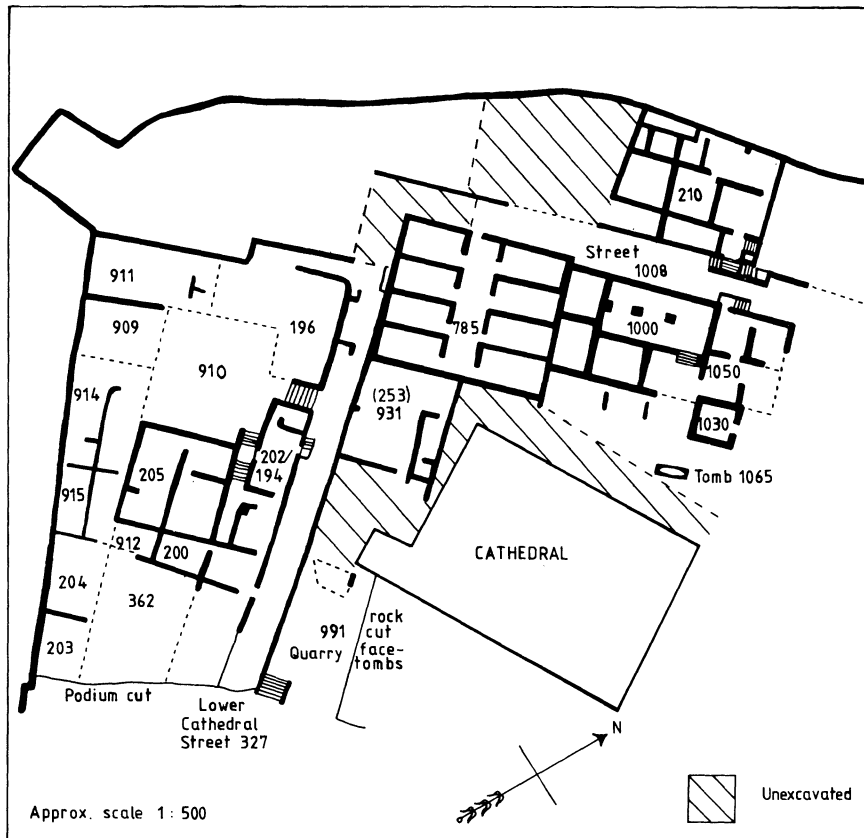 210
Street
1008
911
909
196
785
1000
910
1050
914
(253)
931
1030
202/
194
205
Tomb 1065
915
912
200
CATHEDRAL
204
362
991
Quarry
rock
cut
face-
tombs
203
Podium cut
Lower
Cathedral
Street 327
N
Approx. scale 1 : 500
Unexcavated